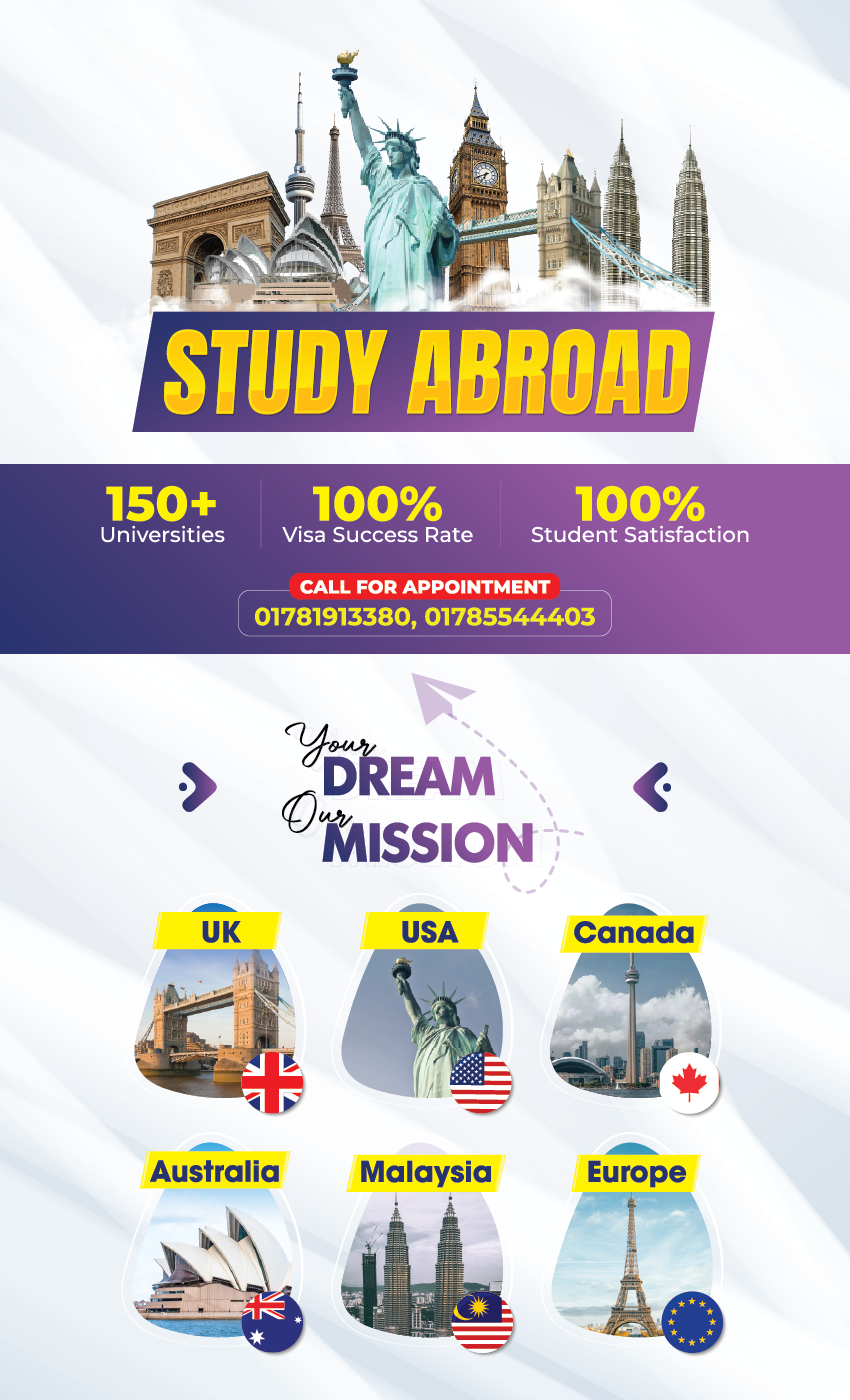 STUDY ABROAD
150+
Universities
100%
Visa Success Rate
100%
Student Satisfaction
CALL FOR APPOINTMENT
01781913380, 01785544403
Your
DREAM
Our
MISSION
UK
USA
Canada
Australia
Malaysia
Europe